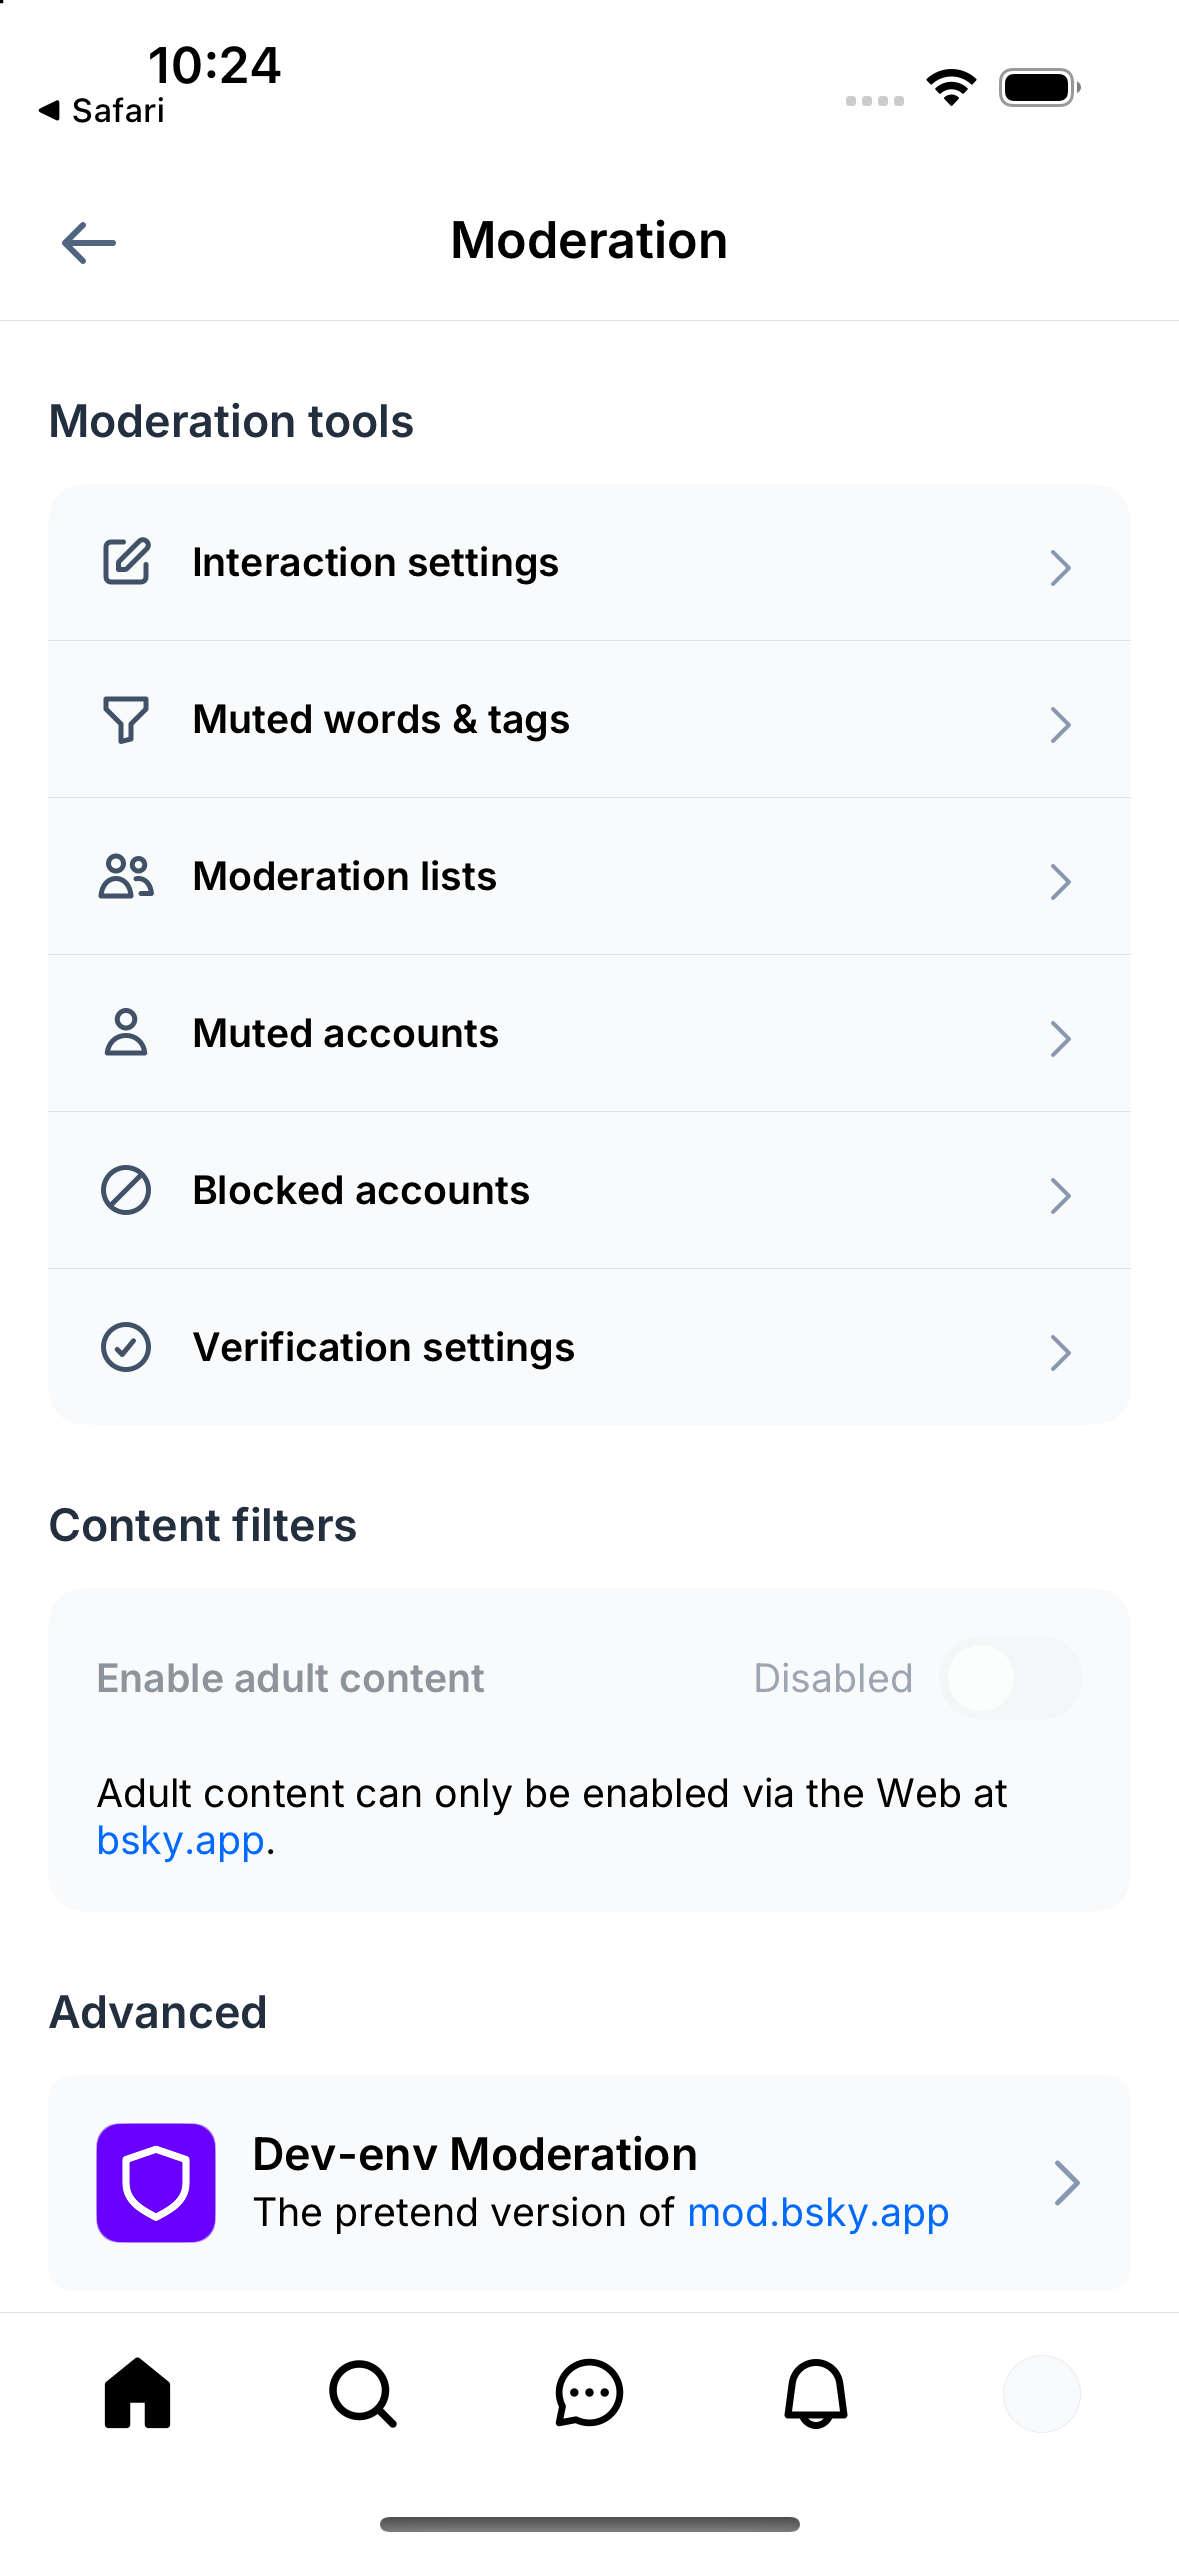 10:24
Safari
Moderation
Moderation tools
Interaction settings
Muted words & tags
Moderation lists
Muted accounts
Blocked accounts
Verification settings
Content filters
Enable adult content Disabled
Adult content can only be enabled via the Web at
bsky.app.
Advanced
Dev-env Moderation
The pretend version of mod.bsky.app